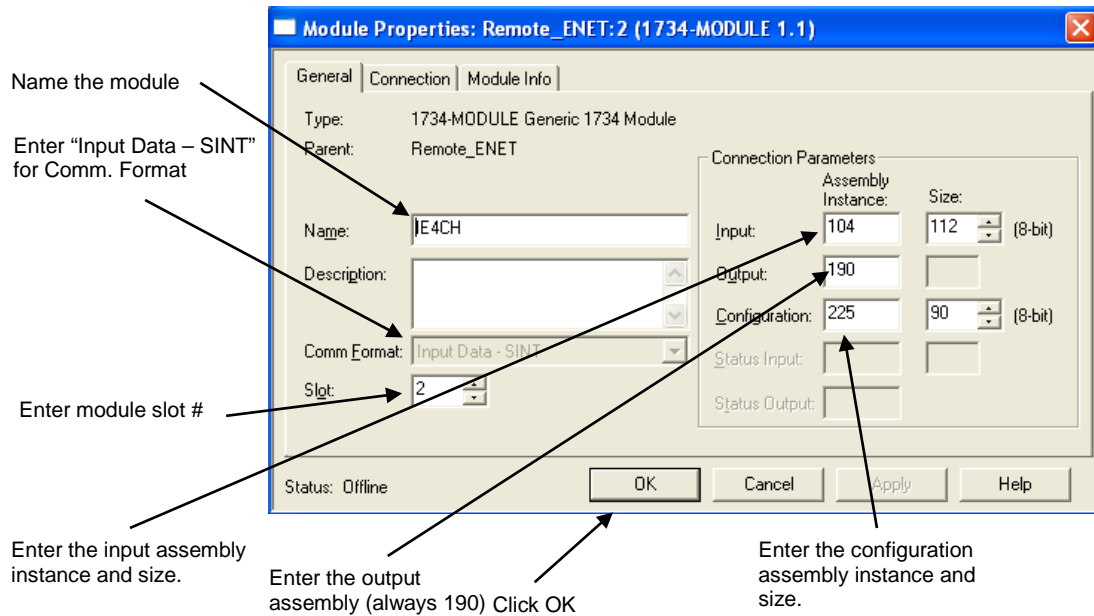 Module Properties: Remote_ENET:2 (1734-MODULE 1.1)
General
Connection
Module Info
Name the module
Type: 1734-MODULE Generic 1734 Module
Enter “Input Data – SINT”
for Comm. Format
Parent: Remote_ENET
Connection Parameters
Assembly
Instance:
Size:
Name: IE4CH
Input: 104 112 (8-bit)
Description:
Output: 190
Configuration: 225 90 (8-bit)
Comm Format: Input Data - SINT
Status Input:
Slot: 2
Enter module slot #
Status Output:
Status: Offline
OK
Cancel
Apply
Help
Enter the input assembly
instance and size.
Enter the output
assembly (always 190)
Click OK
Enter the configuration
assembly instance and
size.